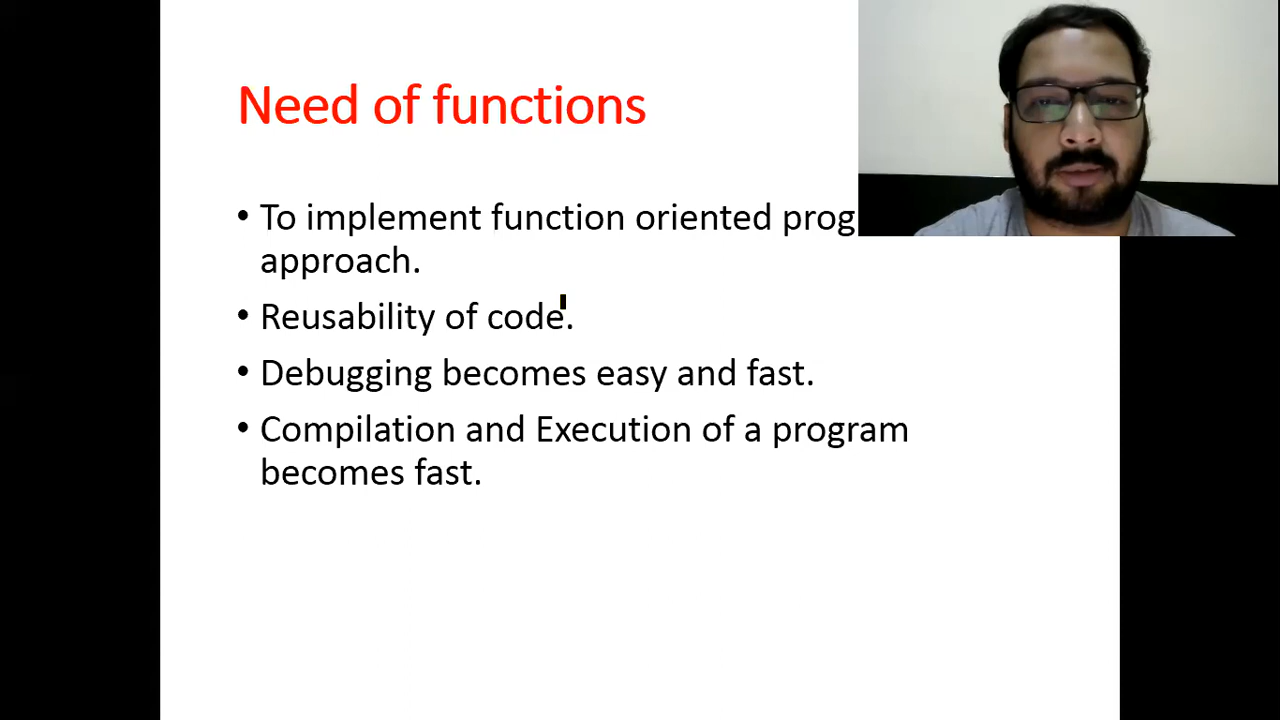 Need of functions
• To implement function oriented prog
approach.
• Reusability of code.
• Debugging becomes easy and fast.
• Compilation and Execution of a program
becomes fast.